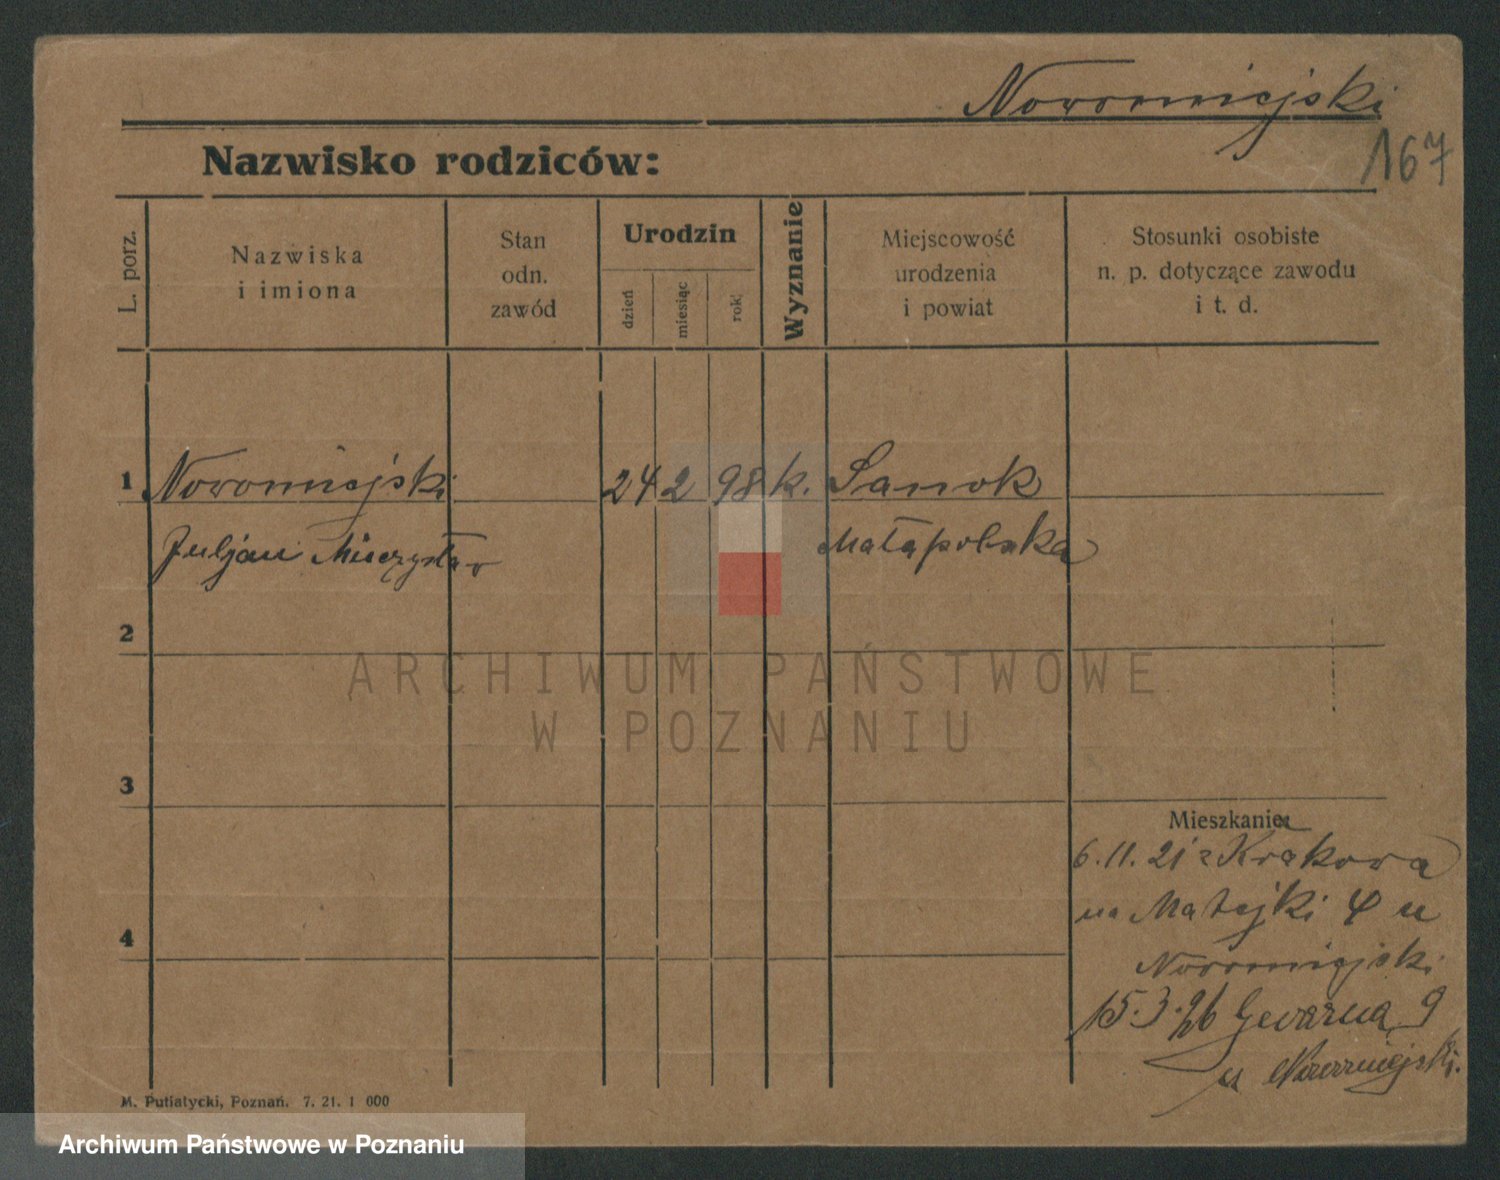 Nowomiejski
167
Nazwisko rodziców:
L. porz.
Nazwiska
i imiona
Stan
odn.
zawód
Urodzin
dzień
miesiąc
rok
Wyznanie
Miejscowość
urodzenia
i powiat
Stosunki osobiste
n. p. dotyczące zawodu
i t. d.
1 Nowomiejski 24 2 98 k. Sanok
Juljan Mieczysław Małapolska
2
ARCHIWUM PAŃSTWOWE
W POZNANIU
3
Mieszkanie:
6.11.21 z Krakowa
na Matejki 4 u
Nowomiejski
4
15.3.26 9
u Nowomiejski.
M. Putiatycki, Poznań. 7. 21. 1 000
Archiwum Państwowe w Poznaniu